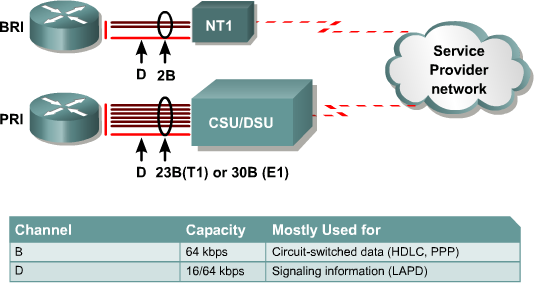 BRI
NT1
D 2B
Service
Provider
network
PRI
CSU/DSU
D 23B(T1) or 30B (E1)
Channel Capacity Mostly Used for
B 64 kbps Circuit-switched data (HDLC, PPP)
D 16/64 kbps Signaling information (LAPD)